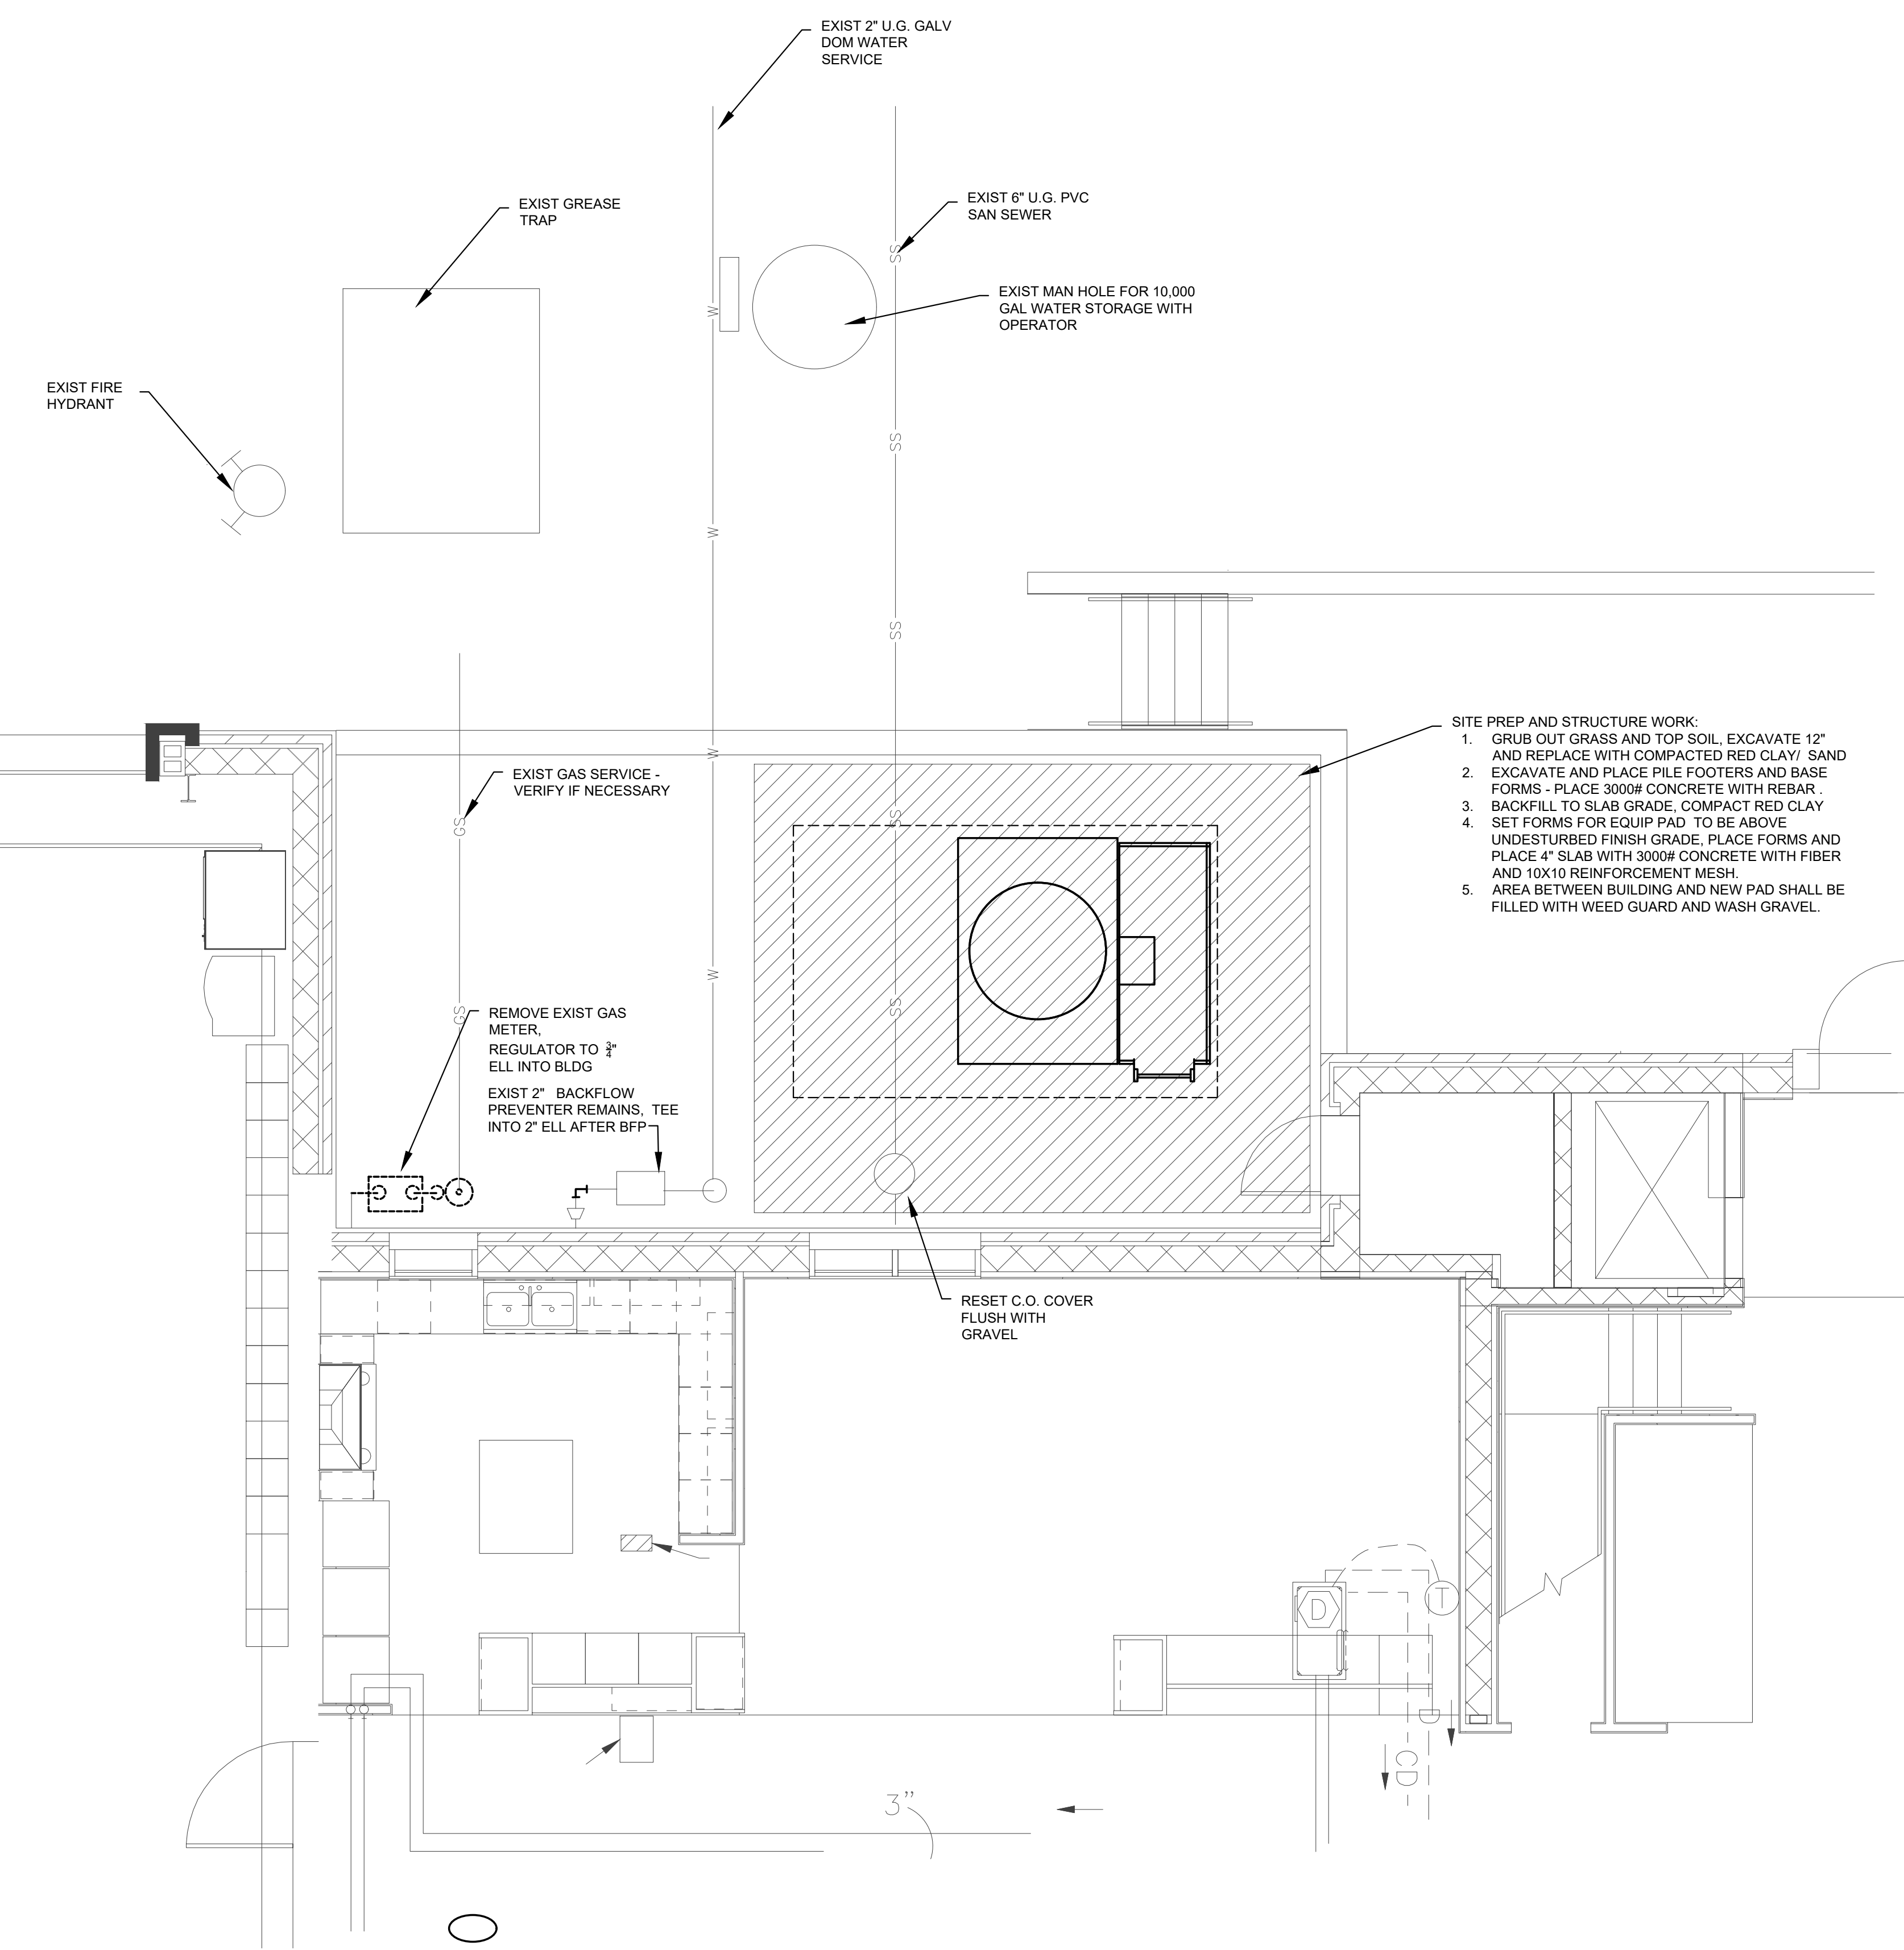 EXIST 2" U.G. GALV
DOM WATER
SERVICE
EXIST GREASE
TRAP
EXIST 6" U.G. PVC
SAN SEWER
SS
EXIST MAN HOLE FOR 10,000
GAL WATER STORAGE WITH
OPERATOR
W
EXIST FIRE
HYDRANT
SS
W
SS
SITE PREP AND STRUCTURE WORK:
1. GRUB OUT GRASS AND TOP SOIL, EXCAVATE 12"
AND REPLACE WITH COMPACTED RED CLAY/ SAND
2. EXCAVATE AND PLACE PILE FOOTERS AND BASE
FORMS - PLACE 3000# CONCRETE WITH REBAR .
3. BACKFILL TO SLAB GRADE, COMPACT RED CLAY
4. SET FORMS FOR EQUIP PAD TO BE ABOVE
UNDESTURBED FINISH GRADE, PLACE FORMS AND
PLACE 4" SLAB WITH 3000# CONCRETE WITH FIBER
AND 10X10 REINFORCEMENT MESH.
5. AREA BETWEEN BUILDING AND NEW PAD SHALL BE
FILLED WITH WEED GUARD AND WASH GRAVEL.
W
EXIST GAS SERVICE -
VERIFY IF NECESSARY
GS
SS
W
GS
SS
REMOVE EXIST GAS
METER,
REGULATOR TO 3/4"
ELL INTO BLDG
EXIST 2" BACKFLOW
PREVENTER REMAINS, TEE
INTO 2" ELL AFTER BFP
RESET C.O. COVER
FLUSH WITH
GRAVEL
T
D
CD
3"